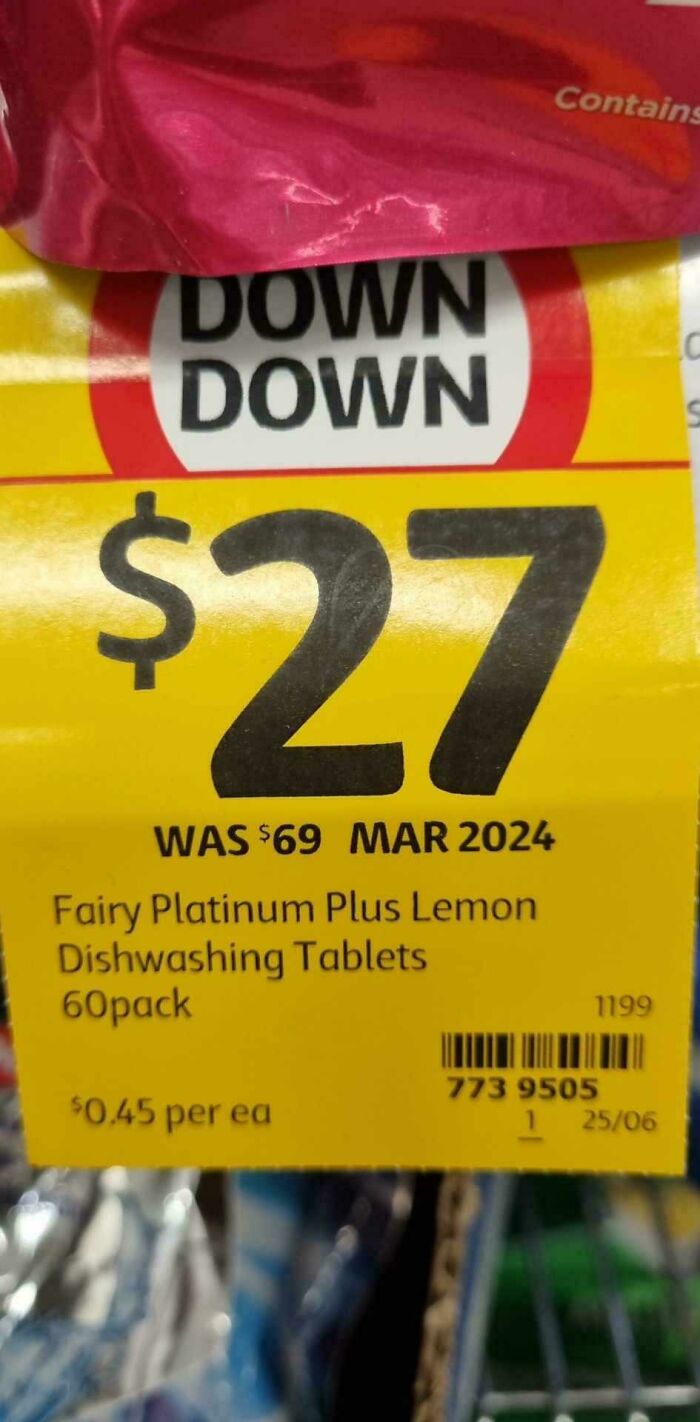 Contains
DOWN
DOWN
$27
WAS $69 MAR 2024
Fairy Platinum Plus Lemon
Dishwashing Tablets
60pack
1199
773 9505
$0.45 per ea
1 25/06